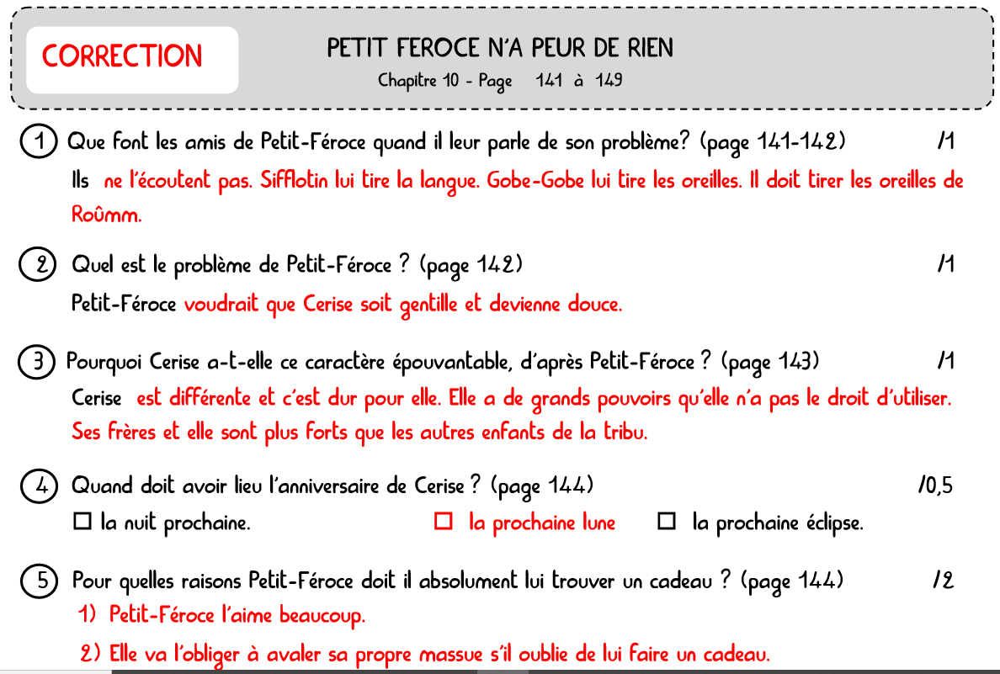 CORRECTION
PETIT FEROCE N'A PEUR DE RIEN
Chapitre 10 - Page 141 à 149
1 Que font les amis de Petit-Féroce quand il leur parle de son problème? (page 141-142) /1
Ils ne l'écoutent pas. Sifflotin lui tire la langue. Gobe-Gobe lui tire les oreilles. Il doit tirer les oreilles de
Roûmm.
2 Quel est le problème de Petit-Féroce ? (page 142) /1
Petit-Féroce voudrait que Cerise soit gentille et devienne douce.
3 Pourquoi Cerise a-t-elle ce caractère épouvantable, d'après Petit-Féroce ? (page 143) /1
Cerise est différente et c'est dur pour elle. Elle a de grands pouvoirs qu'elle n'a pas le droit d'utiliser.
Ses frères et elle sont plus forts que les autres enfants de la tribu.
4 Quand doit avoir lieu l'anniversaire de Cerise ? (page 144) /0,5
☐ la nuit prochaine. ☐ la prochaine lune ☐ la prochaine éclipse.
5 Pour quelles raisons Petit-Féroce doit il absolument lui trouver un cadeau ? (page 144) /2
1) Petit-Féroce l'aime beaucoup.
2) Elle va l'obliger à avaler sa propre massue s'il oublie de lui faire un cadeau.